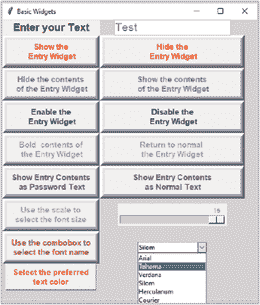 Basic Widgets
Enter your Text
Test
Show the
Entry Widget
Hide the
Entry Widget
Hide the contents
of the Entry Widget
Show the contents
of the Entry Widget
Enable the
Entry Widget
Disable the
Entry Widget
Bold contents of
the Entry Widget
Return to normal
the Entry Widget
Show Entry Contents
as Password Text
Show Entry Contents
as Normal Text
Use the scale to
select the font size
16
Use the combobox to
select the font name
Silom
Arial
Tahoma
Verdana
Silom
Herculanum
Courier
Select the preferred
text color